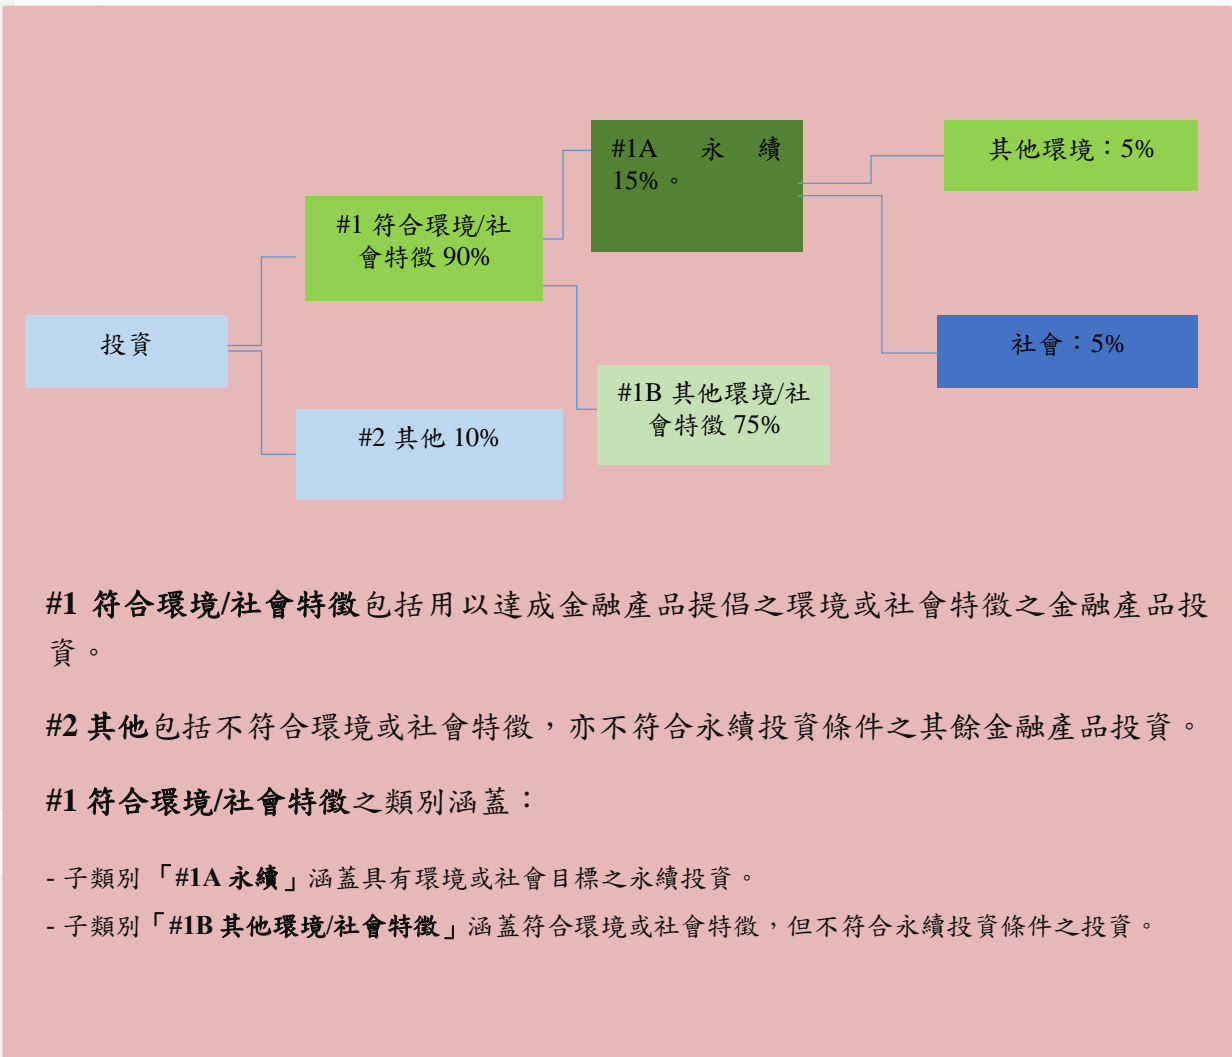 #1A 永續
15%。
其他環境：5%
#1 符合環境/社
會特徵 90%
投資
社會：5%
#1B 其他環境/社
會特徵 75%
#2 其他 10%
#1 符合環境/社會特徵包括用以達成金融產品提倡之環境或社會特徵之金融產品投
資。
#2 其他包括不符合環境或社會特徵，亦不符合永續投資條件之其餘金融產品投資。
#1 符合環境/社會特徵之類別涵蓋：
- 子類別「#1A 永續」涵蓋具有環境或社會目標之永續投資。
- 子類別「#1B 其他環境/社會特徵」涵蓋符合環境或社會特徵，但不符合永續投資條件之投資。